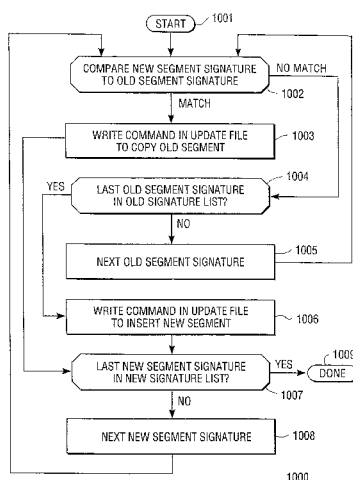 START
1001
COMPARE NEW SEGMENT SIGNATURE
TO OLD SEGMENT SIGNATURE
NO MATCH
1002
MATCH
WRITE COMMAND IN UPDATE FILE
TO COPY OLD SEGMENT
1003
1004
YES
LAST OLD SEGMENT SIGNATURE
IN OLD SIGNATURE LIST?
NO
1005
NEXT OLD SEGMENT SIGNATURE
WRITE COMMAND IN UPDATE FILE
TO INSERT NEW SEGMENT
1006
LAST NEW SEGMENT SIGNATURE
IN NEW SIGNATURE LIST?
YES
1009
DONE
1007
NO
NEXT NEW SEGMENT SIGNATURE
1008
1000